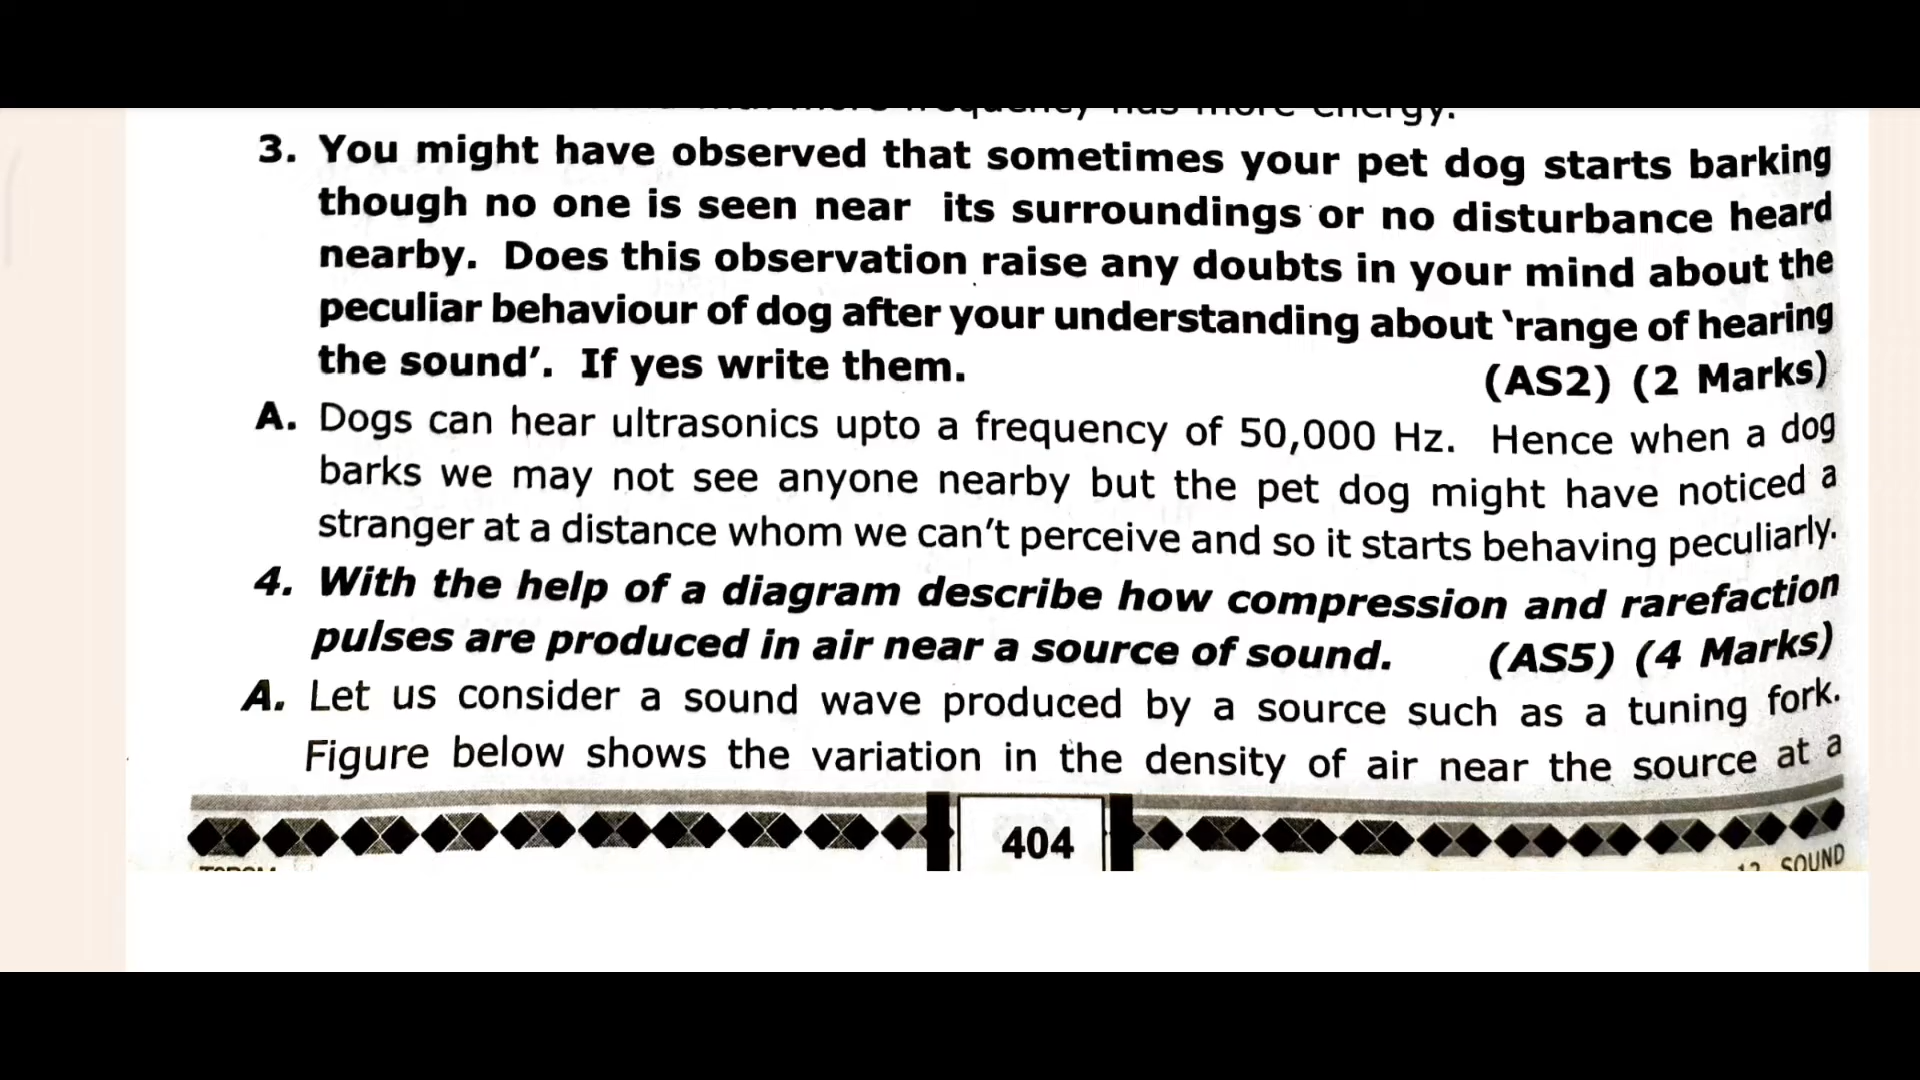 frequency has more energy.
3. You might have observed that sometimes your pet dog starts barking
though no one is seen near its surroundings or no disturbance heard
nearby. Does this observation raise any doubts in your mind about the
peculiar behaviour of dog after your understanding about ‘range of hearing
the sound’. If yes write them. (AS2) (2 Marks)
A. Dogs can hear ultrasonics upto a frequency of 50,000 Hz. Hence when a dog
barks we may not see anyone nearby but the pet dog might have noticed a
stranger at a distance whom we can’t perceive and so it starts behaving peculiarly.
4. With the help of a diagram describe how compression and rarefaction
pulses are produced in air near a source of sound. (AS5) (4 Marks)
A. Let us consider a sound wave produced by a source such as a tuning fork.
Figure below shows the variation in the density of air near the source at a
404
SOUND